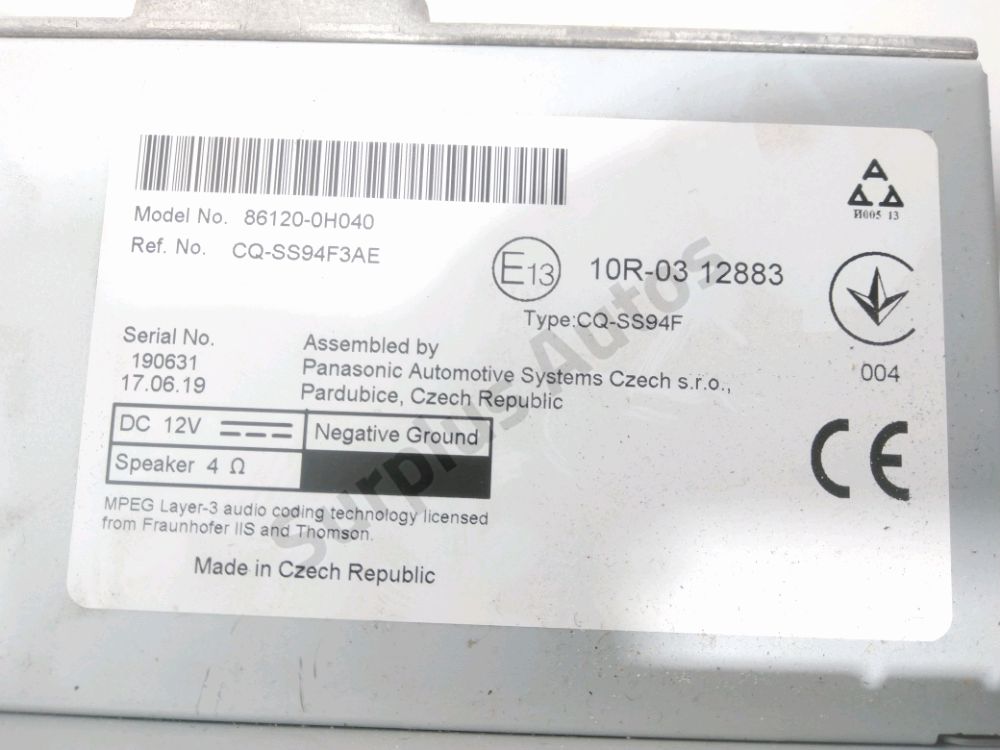 Model No. 86120-0H040
Ref. No. CQ-SS94F3AE
И005 13
E13 10R-03 12883
Type:CQ-SS94F
004
Serial No.
190631
17.06.19
Assembled by
Panasonic Automotive Systems Czech s.r.o.,
Pardubice, Czech Republic
DC 12V
Negative Ground
Speaker 4 Ω
MPEG Layer-3 audio coding technology licensed
from Fraunhofer IIS and Thomson.
Made in Czech Republic
CE
Surplus Autos